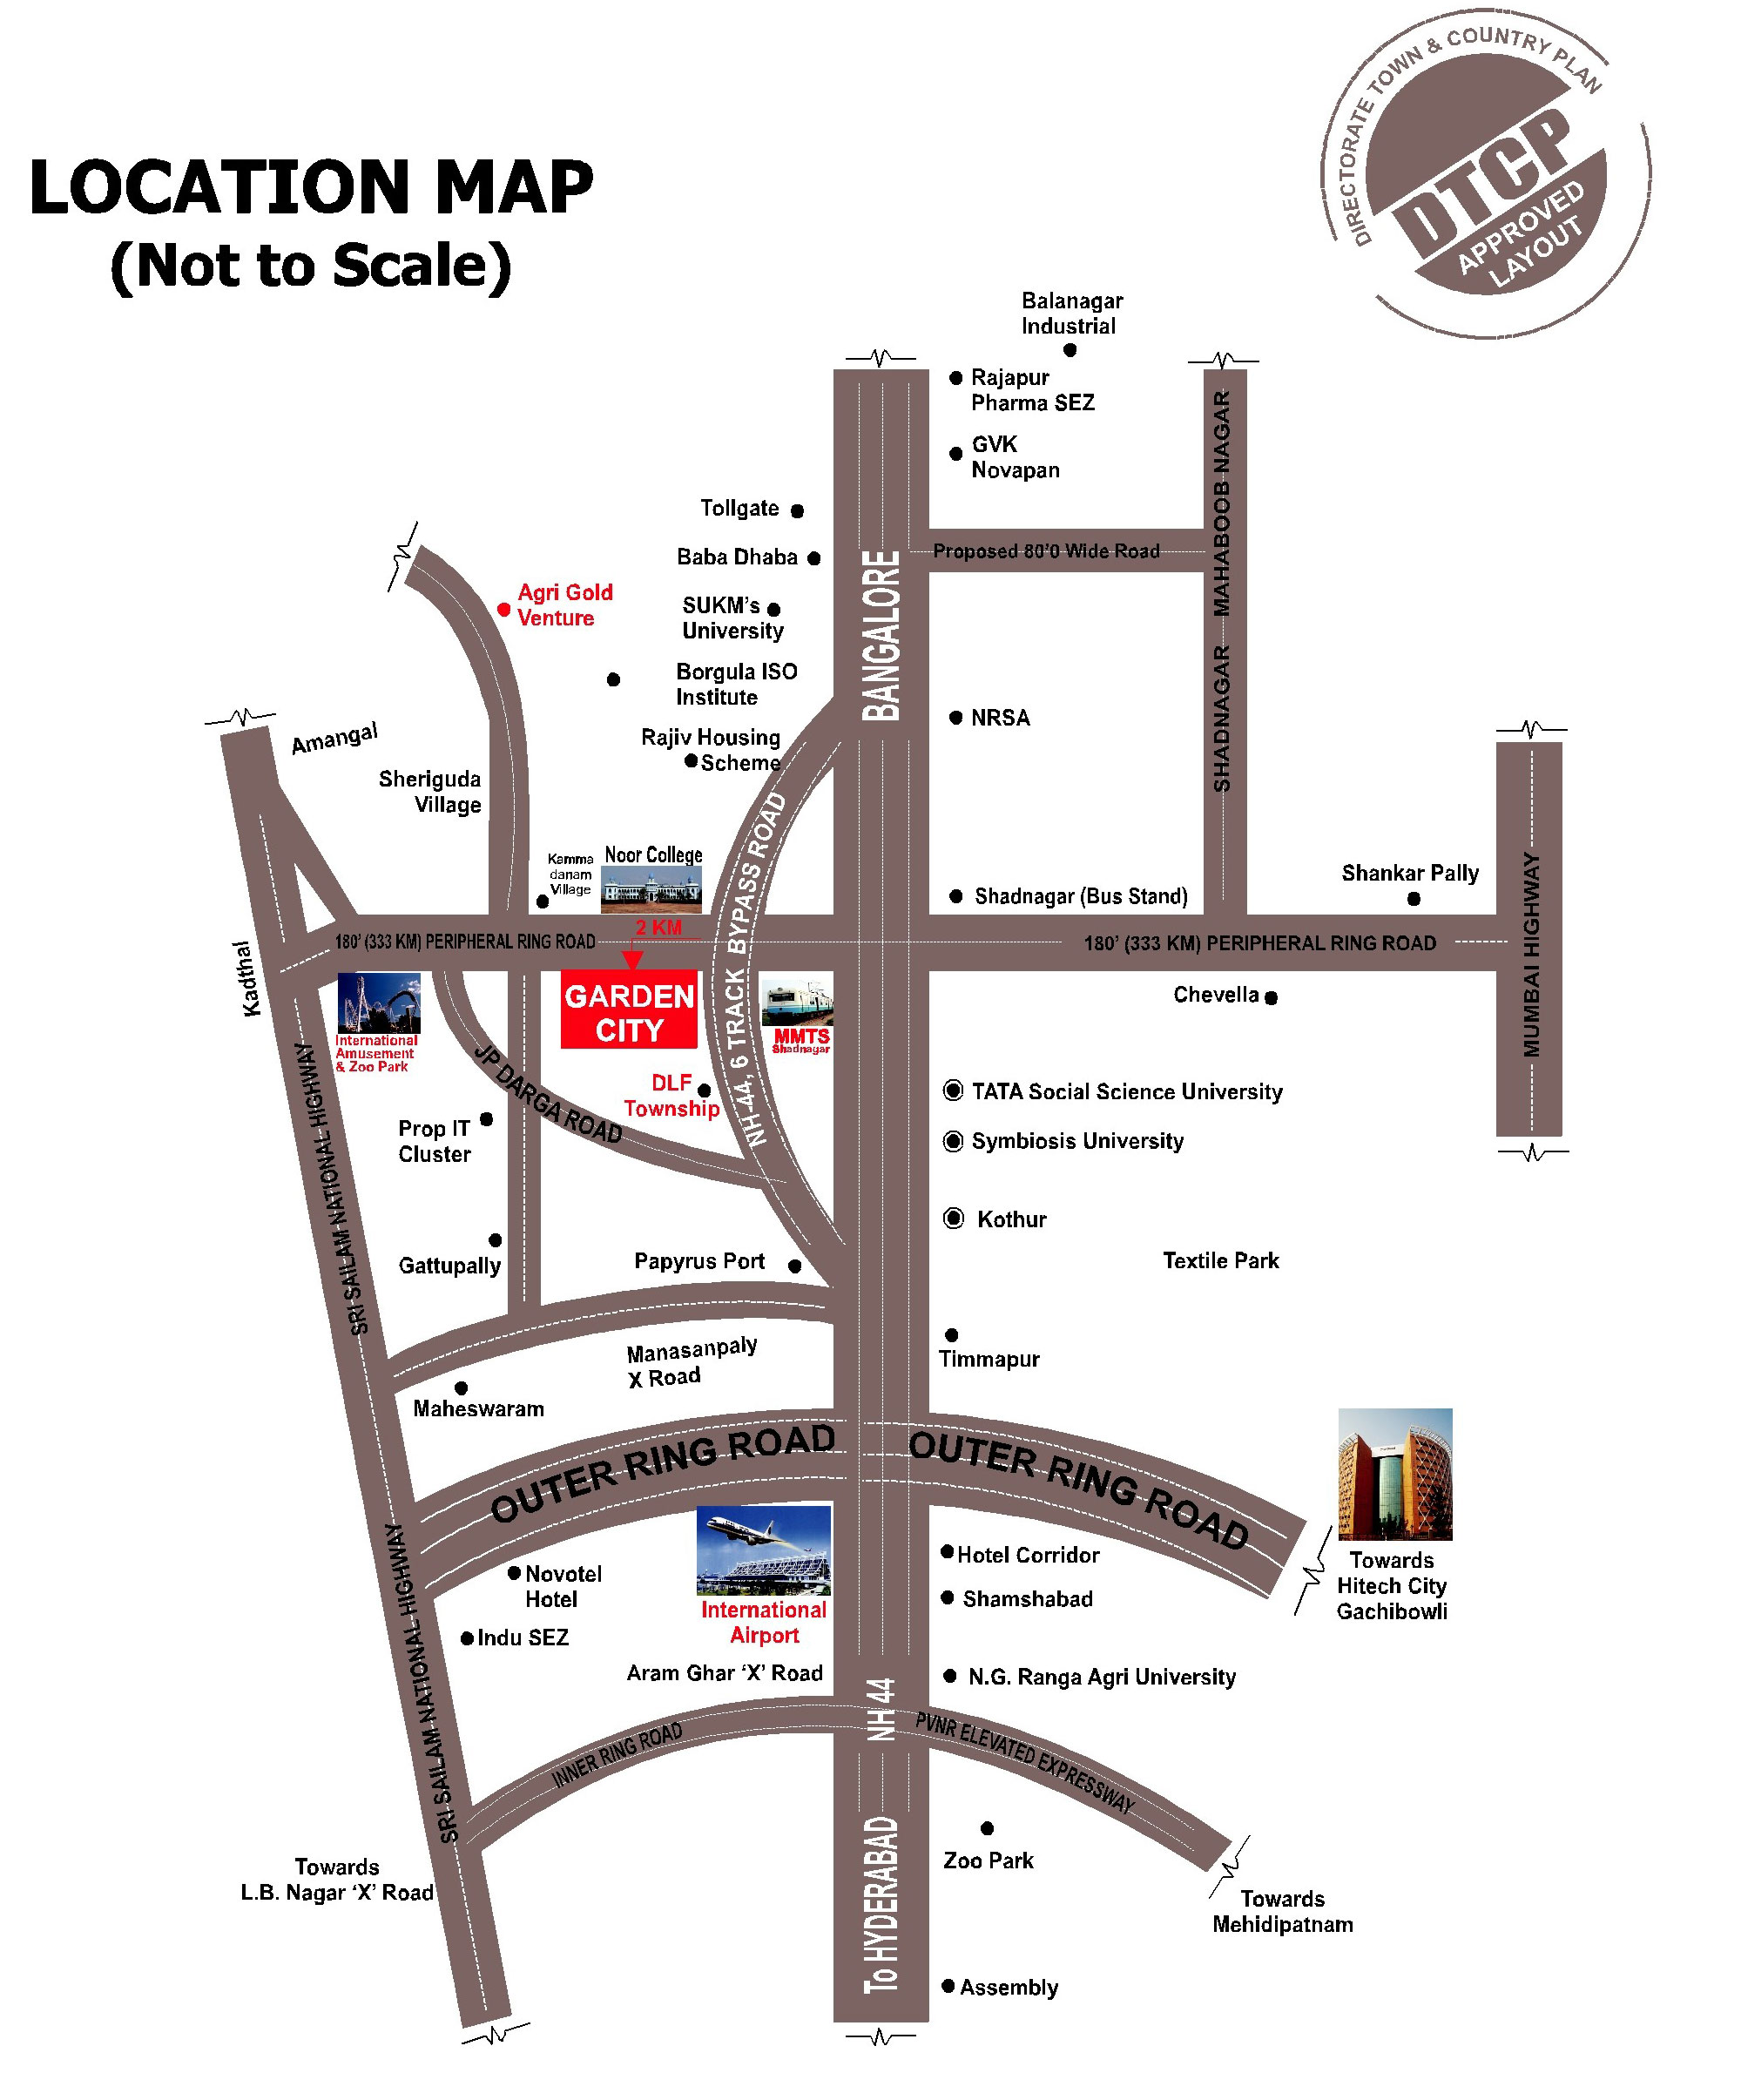 DIRECTORATE TOWN & COUNTRY PLAN
DTCP
APPROVED
LAYOUT
LOCATION MAP
(Not to Scale)
Balanagar
Industrial
Rajapur
Pharma SEZ
GVK
Novapan
Tollgate
Baba Dhaba
SUKM's
University
Borgula ISO
Institute
Rajiv Housing
Scheme
Agri Gold
Venture
BANGALORE
Proposed 80'0 Wide Road
SHADNAGAR MAHABOOB NAGAR
NRSA
Amangal
Sheriguda
Village
Kamma
danam
Village
Noor College
Shadnagar (Bus Stand)
Shankar Pally
MUMBAI HIGHWAY
Kadthal
180' (333 KM) PERIPHERAL RING ROAD
2 KM
180' (333 KM) PERIPHERAL RING ROAD
NH-44, 6 TRACK BYPASS ROAD
GARDEN
CITY
MMTS
Shadnagar
Chevella
International
Amusement
& Zoo Park
JP DARGA ROAD
DLF
Township
TATA Social Science University
Prop IT
Cluster
Symbiosis University
SRI SAILAM NATIONAL HIGHWAY
Kothur
Gattupally
Papyrus Port
Textile Park
Manasanpaly
X Road
Timmapur
Maheswaram
OUTER RING ROAD
OUTER RING ROAD
Towards
Hitech City
Gachibowli
Novotel
Hotel
Indu SEZ
International
Airport
Hotel Corridor
Shamshabad
Aram Ghar 'X' Road
N.G. Ranga Agri University
SRI SAILAM NATIONAL HIGHWAY
SRI SAILAM NATIONAL HIGHWAY
NH 44
INNER RING ROAD
PVNR ELEVATED EXPRESSWAY
Zoo Park
Towards
L.B. Nagar 'X' Road
To HYDERABAD
Towards
Mehidipatnam
Assembly